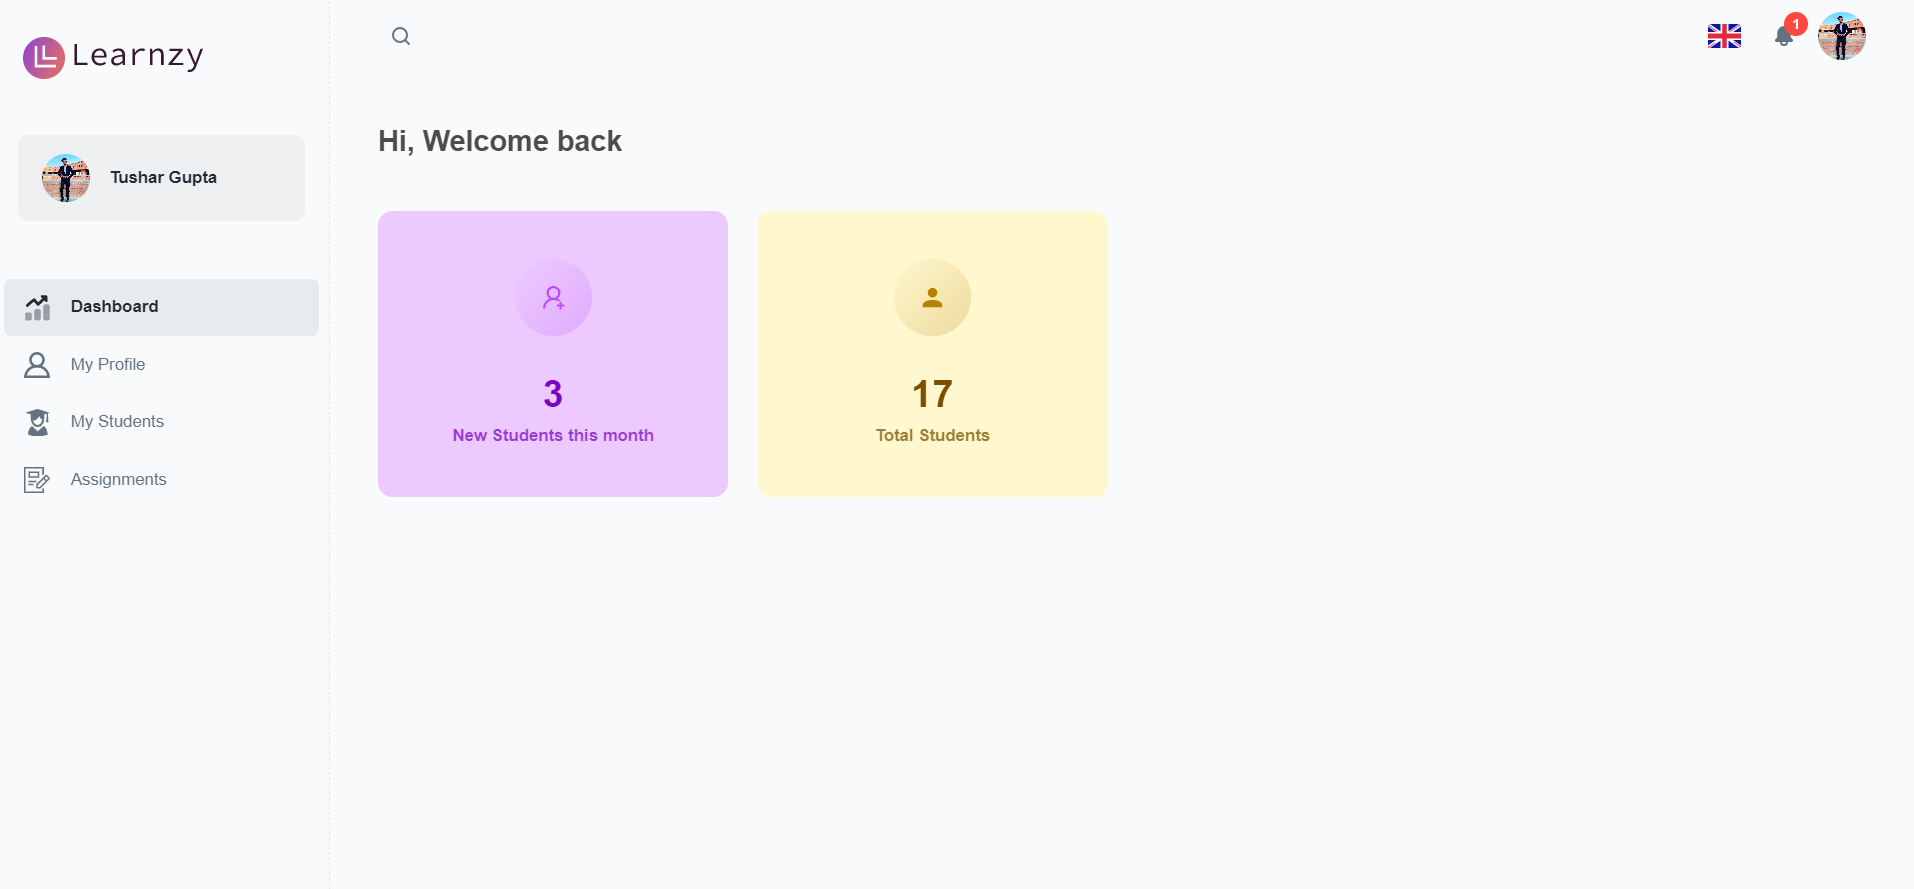 Learnzy
1
Tushar Gupta
Hi, Welcome back
Dashboard
My Profile
My Students
Assignments
3
New Students this month
17
Total Students